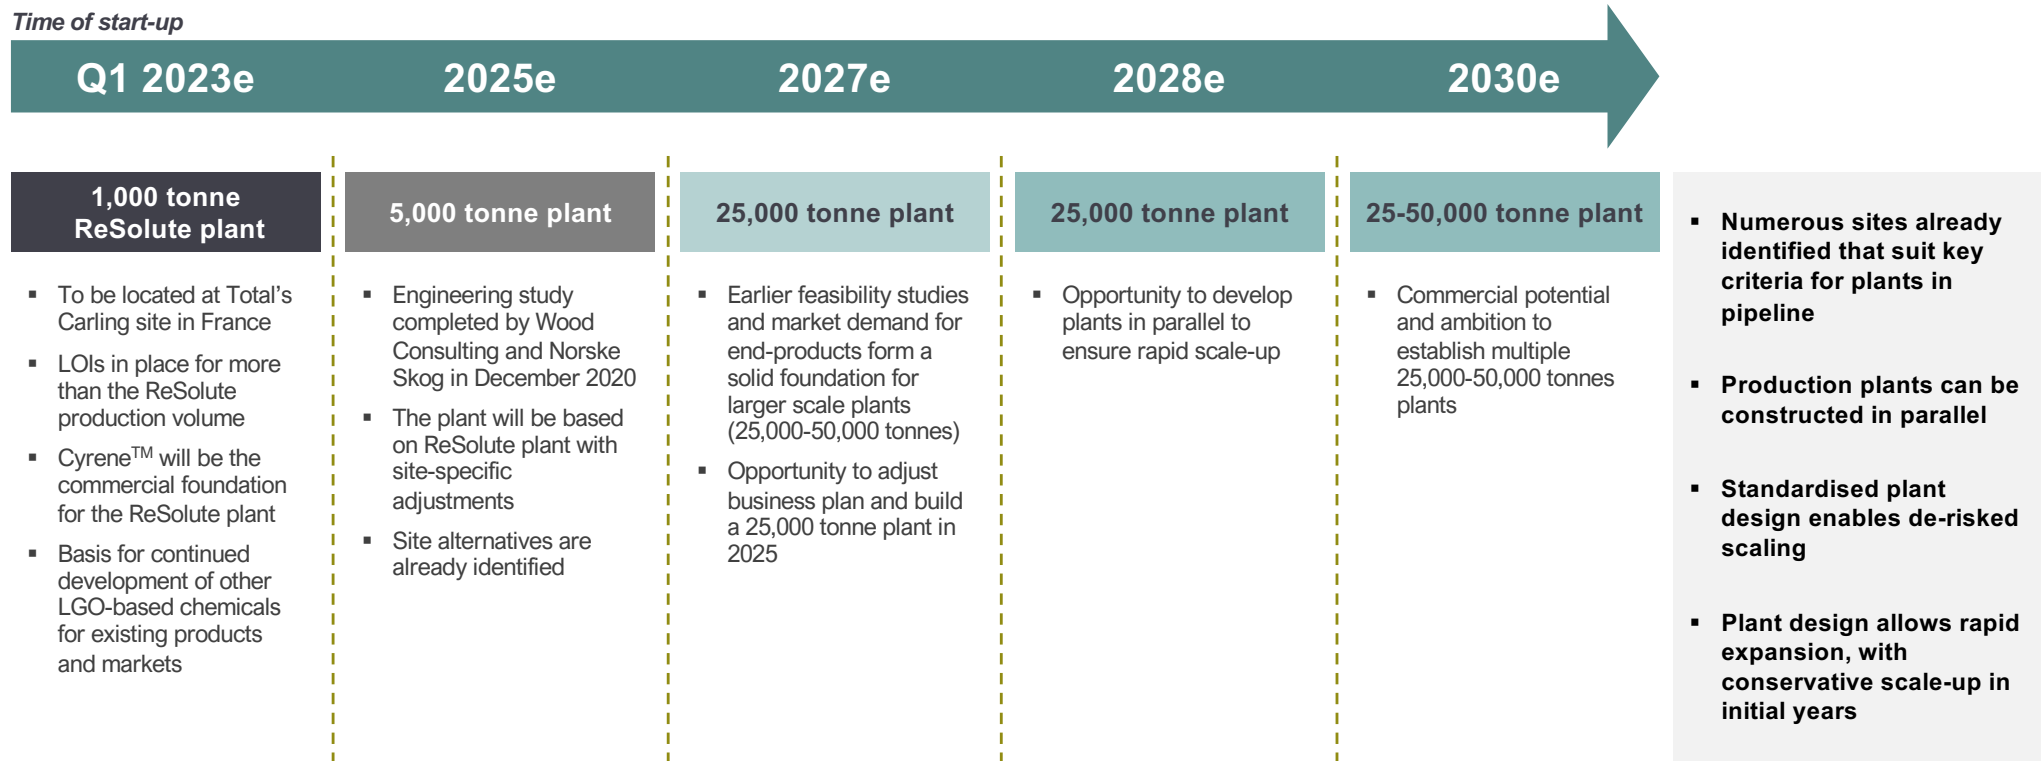 Time of start-up
Q1 2023e
2025e
2027e
2028e
2030e
1,000 tonne
ReSolute plant
▪ To be located at Total's
Carling site in France
▪ LOIs in place for more
than the ReSolute
production volume
▪ Cyrene™ will be the
commercial foundation
for the ReSolute plant
▪ Basis for continued
development of other
LGO-based chemicals
for existing products
and markets
5,000 tonne plant
▪ Engineering study
completed by Wood
Consulting and Norske
Skog in December 2020
▪ The plant will be based
on ReSolute plant with
site-specific
adjustments
▪ Site alternatives are
already identified
25,000 tonne plant
▪ Earlier feasibility studies
and market demand for
end-products form a
solid foundation for
larger scale plants
(25,000-50,000 tonnes)
▪ Opportunity to adjust
business plan and build
a 25,000 tonne plant in
2025
25,000 tonne plant
▪ Opportunity to develop
plants in parallel to
ensure rapid scale-up
25-50,000 tonne plant
▪ Commercial potential
and ambition to
establish multiple
25,000-50,000 tonnes
plants
▪ Numerous sites already
identified that suit key
criteria for plants in
pipeline
▪ Production plants can be
constructed in parallel
▪ Standardised plant
design enables de-risked
scaling
▪ Plant design allows rapid
expansion, with
conservative scale-up in
initial years